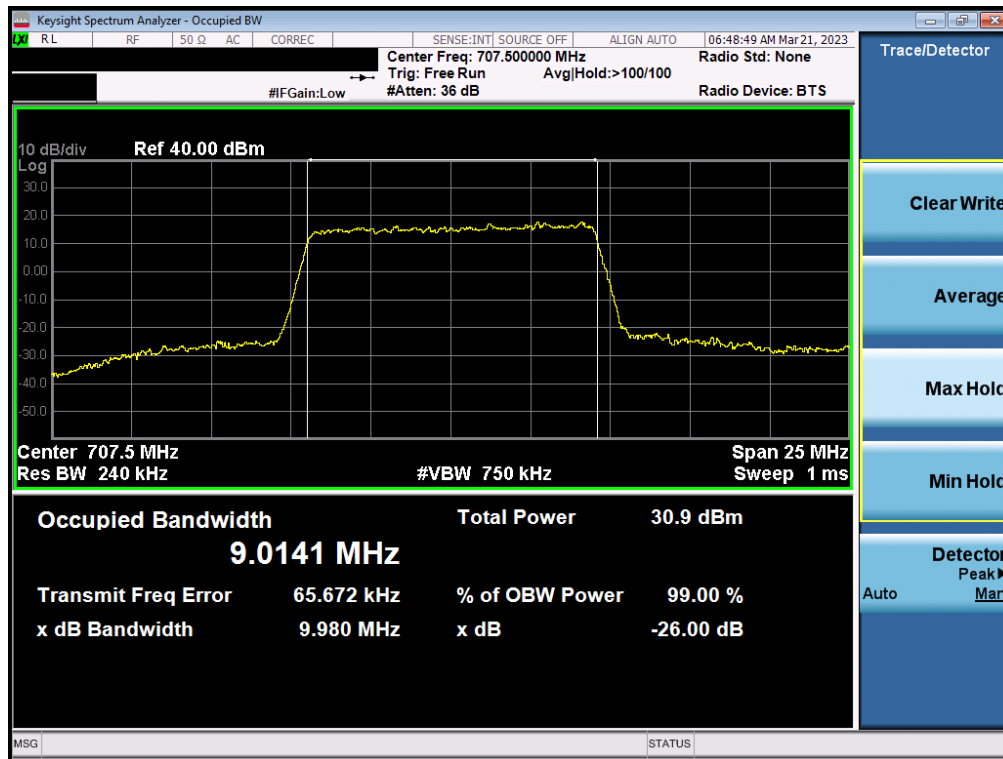 Keysight Spectrum Analyzer - Occupied BW
LXI RL RF 50 Ω AC CORREC SENSE:INT SOURCE OFF ALIGN AUTO 06:48:49 AM Mar 21, 2023
Center Freq: 707.500000 MHz Radio Std: None
Trig: Free Run Avg|Hold:>100/100
#IFGain:Low #Atten: 36 dB Radio Device: BTS
Trace/Detector
10 dB/div Ref 40.00 dBm
Log
30.0
20.0
10.0
0.00
-10.0
-20.0
-30.0
-40.0
-50.0
Center 707.5 MHz Span 25 MHz
Res BW 240 kHz #VBW 750 kHz Sweep 1 ms
Occupied Bandwidth Total Power 30.9 dBm
9.0141 MHz
Transmit Freq Error 65.672 kHz % of OBW Power 99.00 %
x dB Bandwidth 9.980 MHz x dB -26.00 dB
Clear Write
Average
Max Hold
Min Hold
Detector
Peak
Auto Man
MSG STATUS